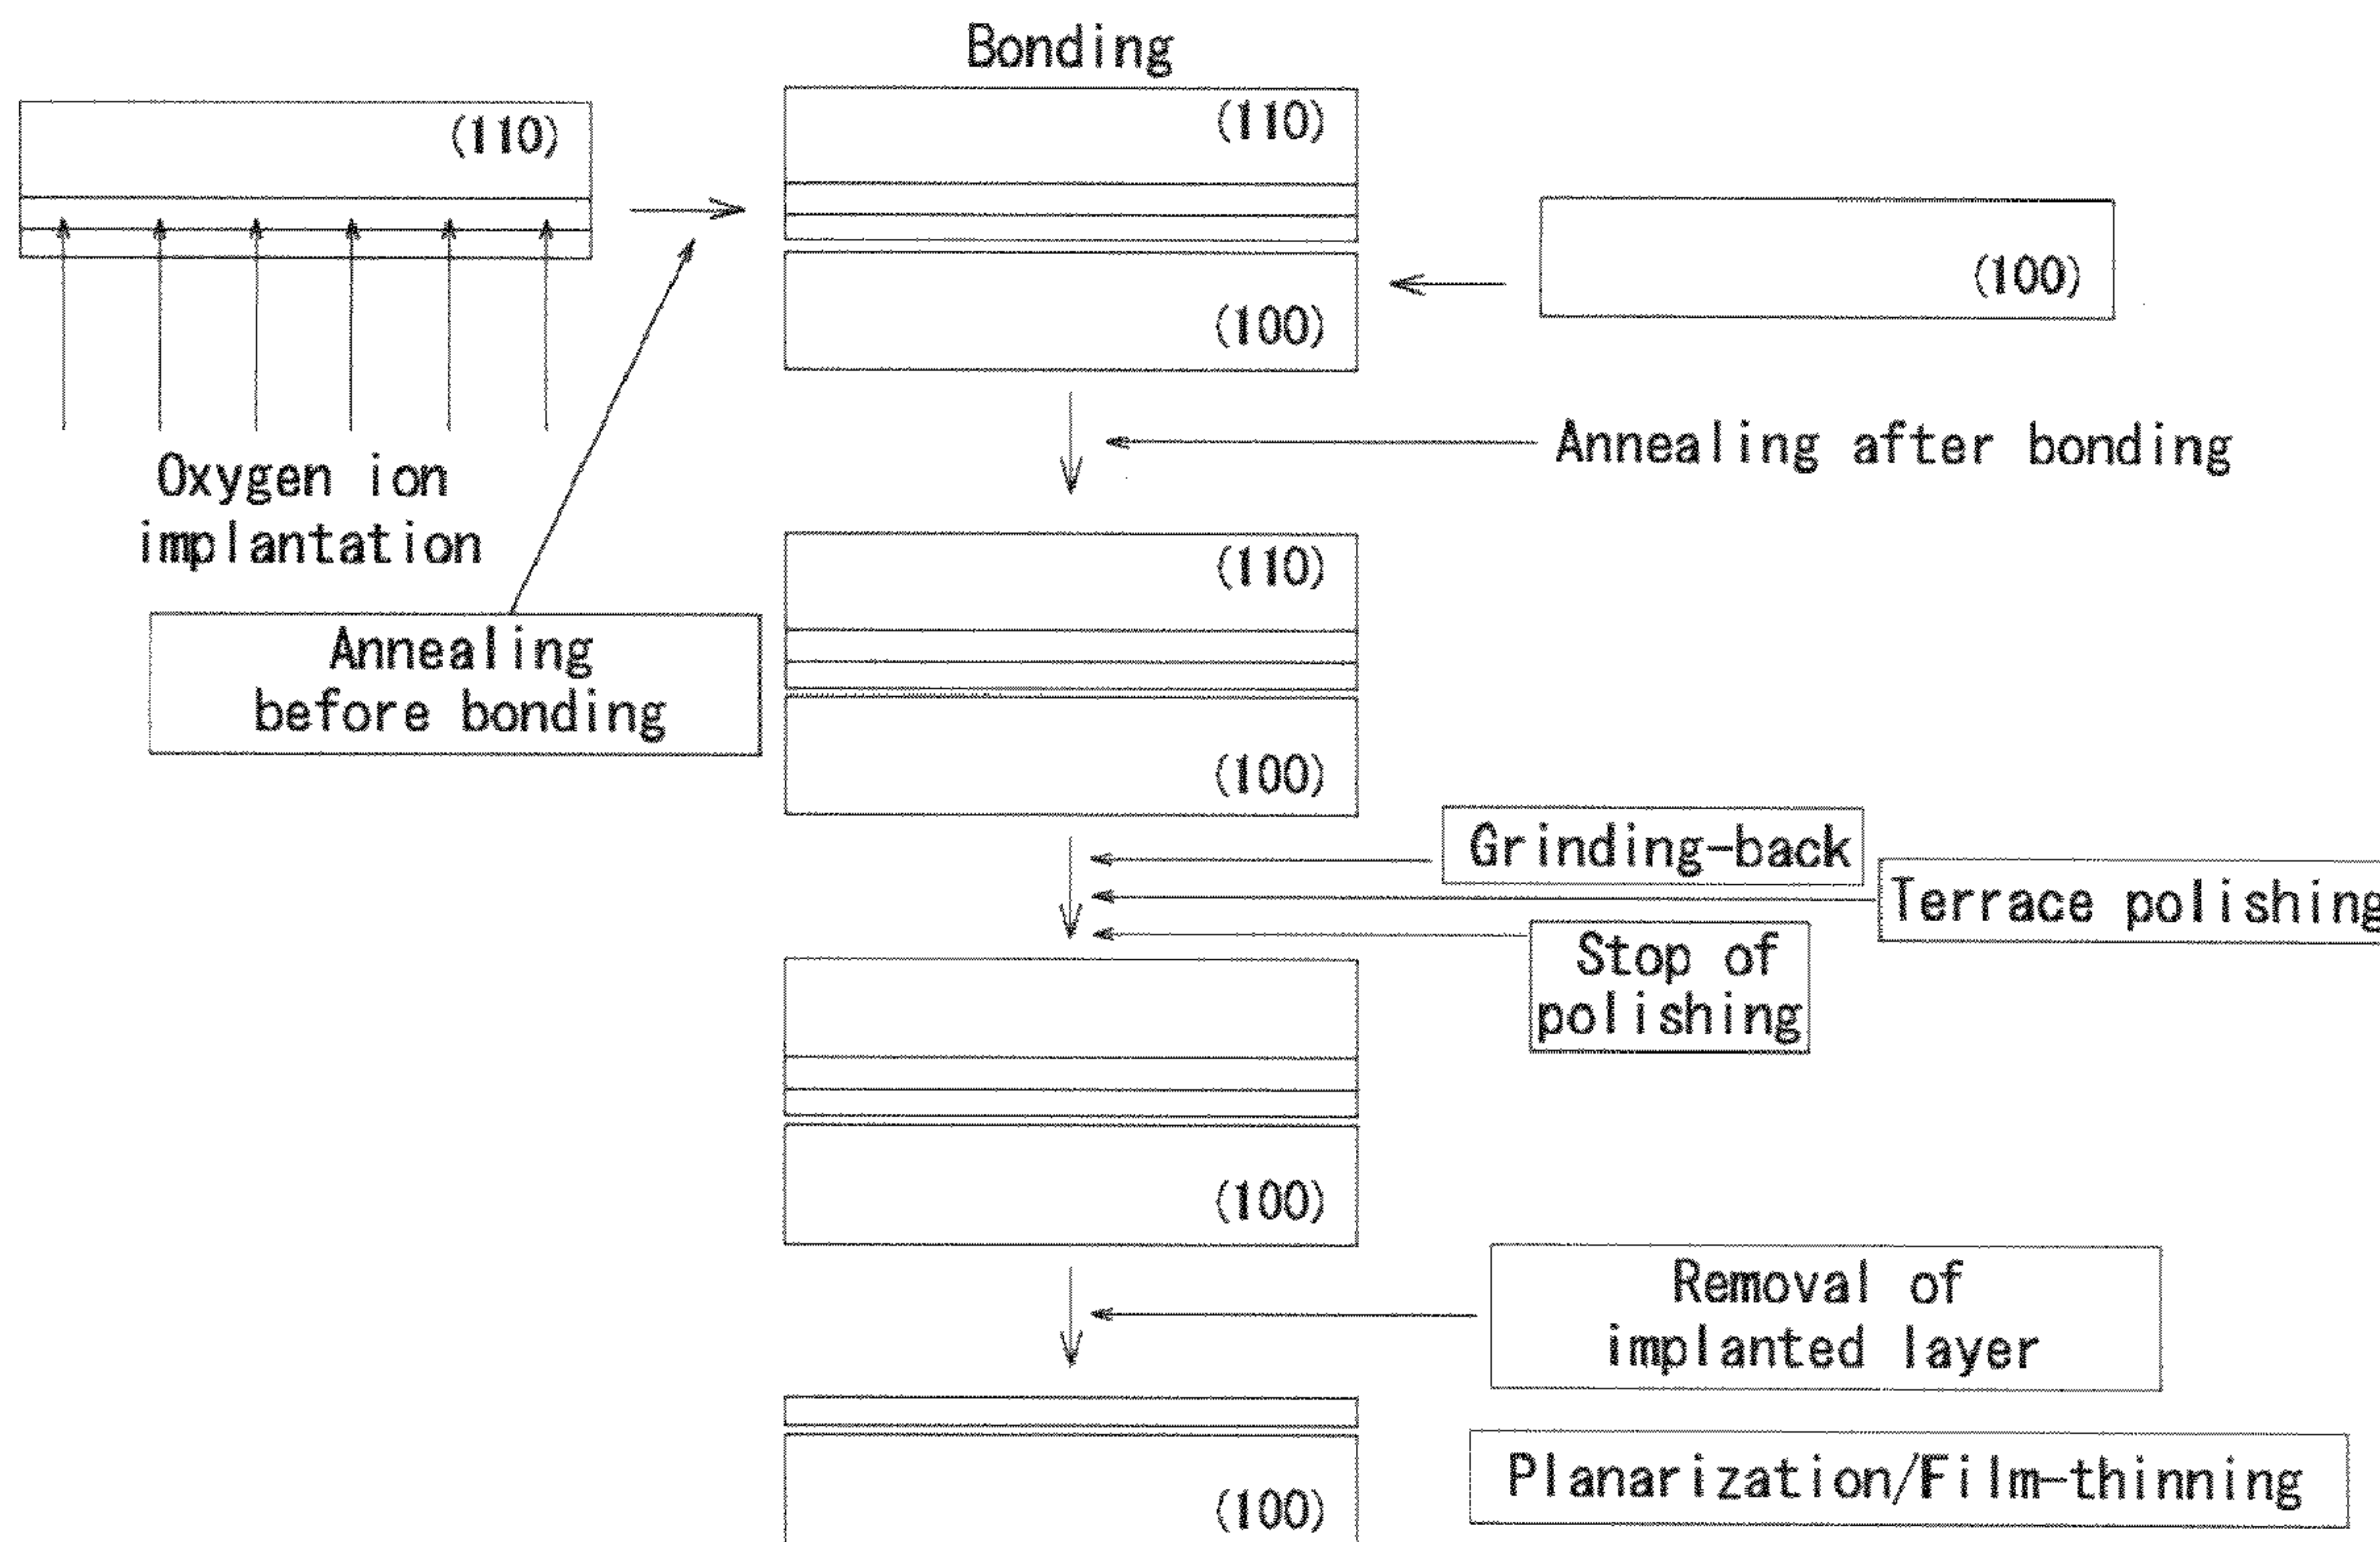 Bonding
(110)
(110)
(100)
(100)
Oxygen ion
implantation
Annealing after bonding
Annealing
before bonding
(110)
(100)
Grinding-back
Terrace polishing
Stop of
polishing
(100)
Removal of
implanted layer
(100)
Planarization/Film-thinning